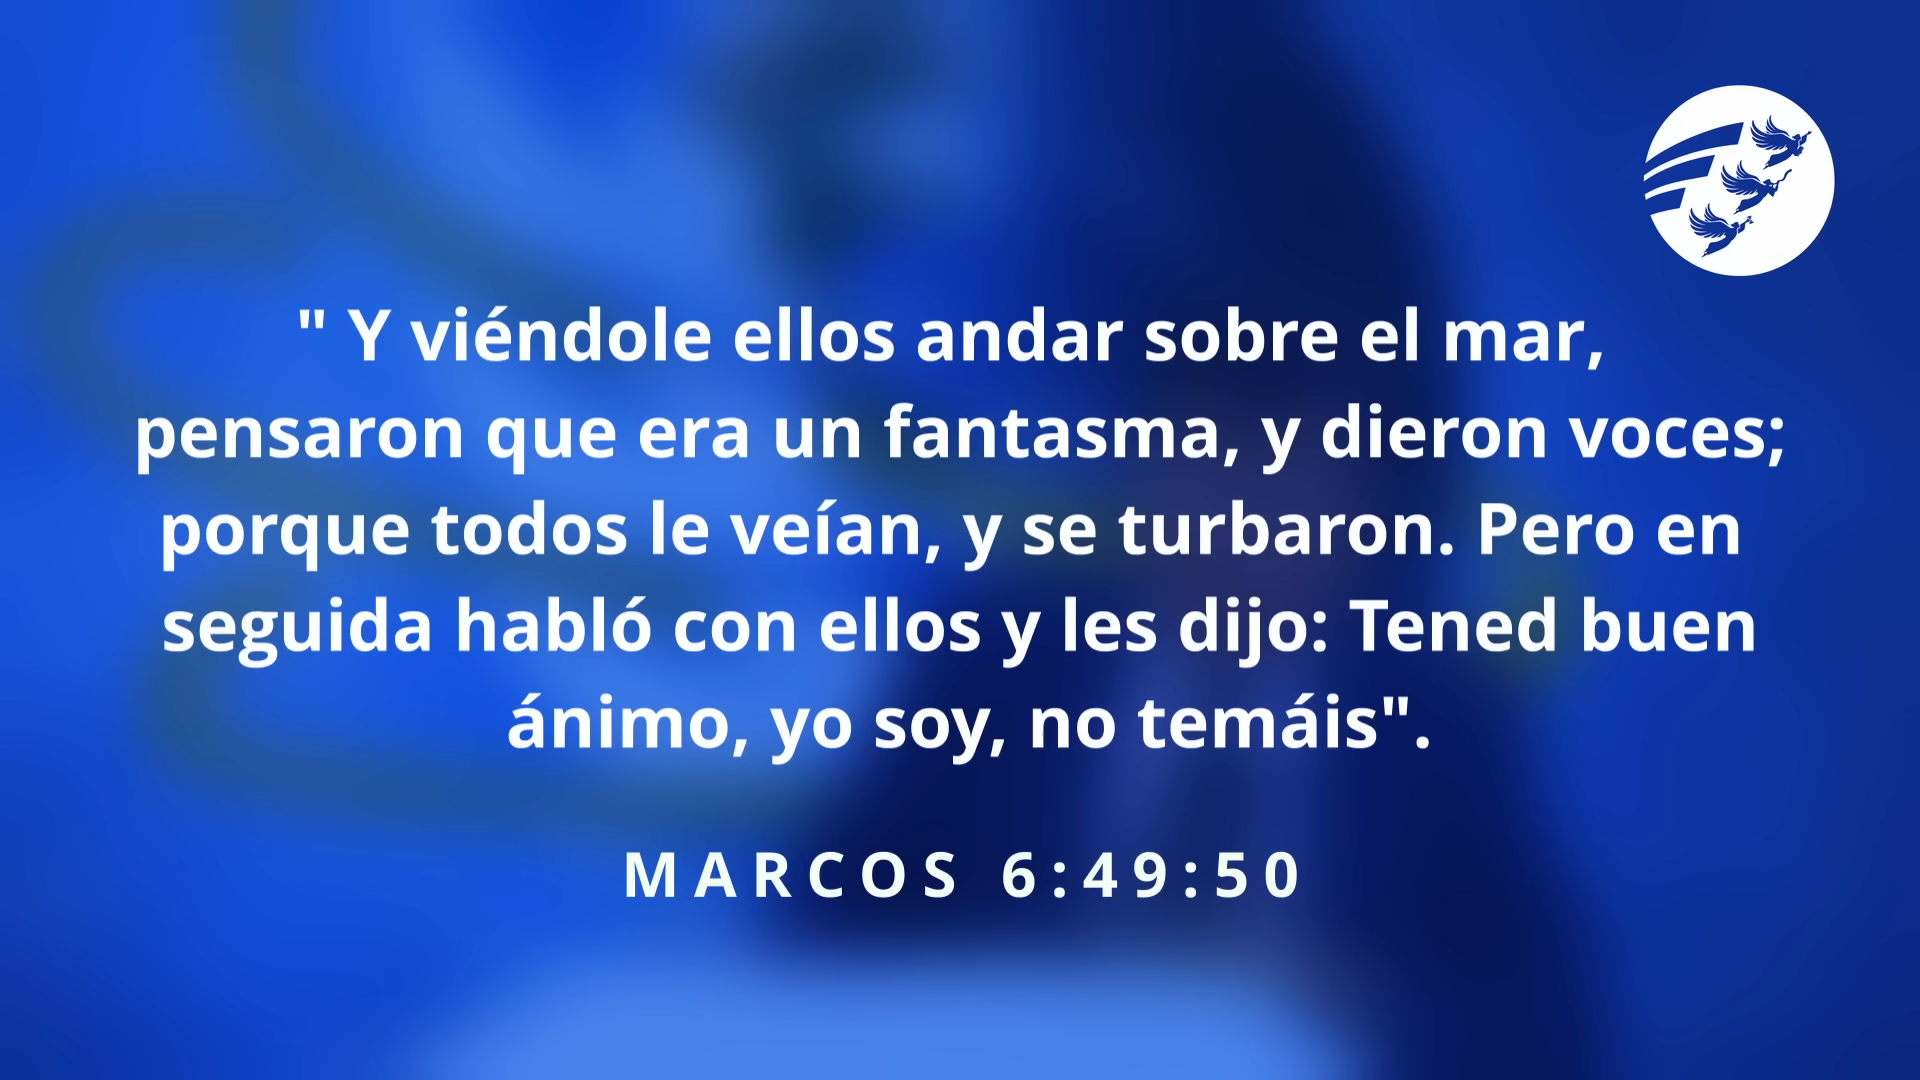 " Y viéndole ellos andar sobre el mar,
pensaron que era un fantasma, y dieron voces;
porque todos le veían, y se turbaron. Pero en
seguida habló con ellos y les dijo: Tened buen
ánimo, yo soy, no temáis".
MARCOS 6:49:50